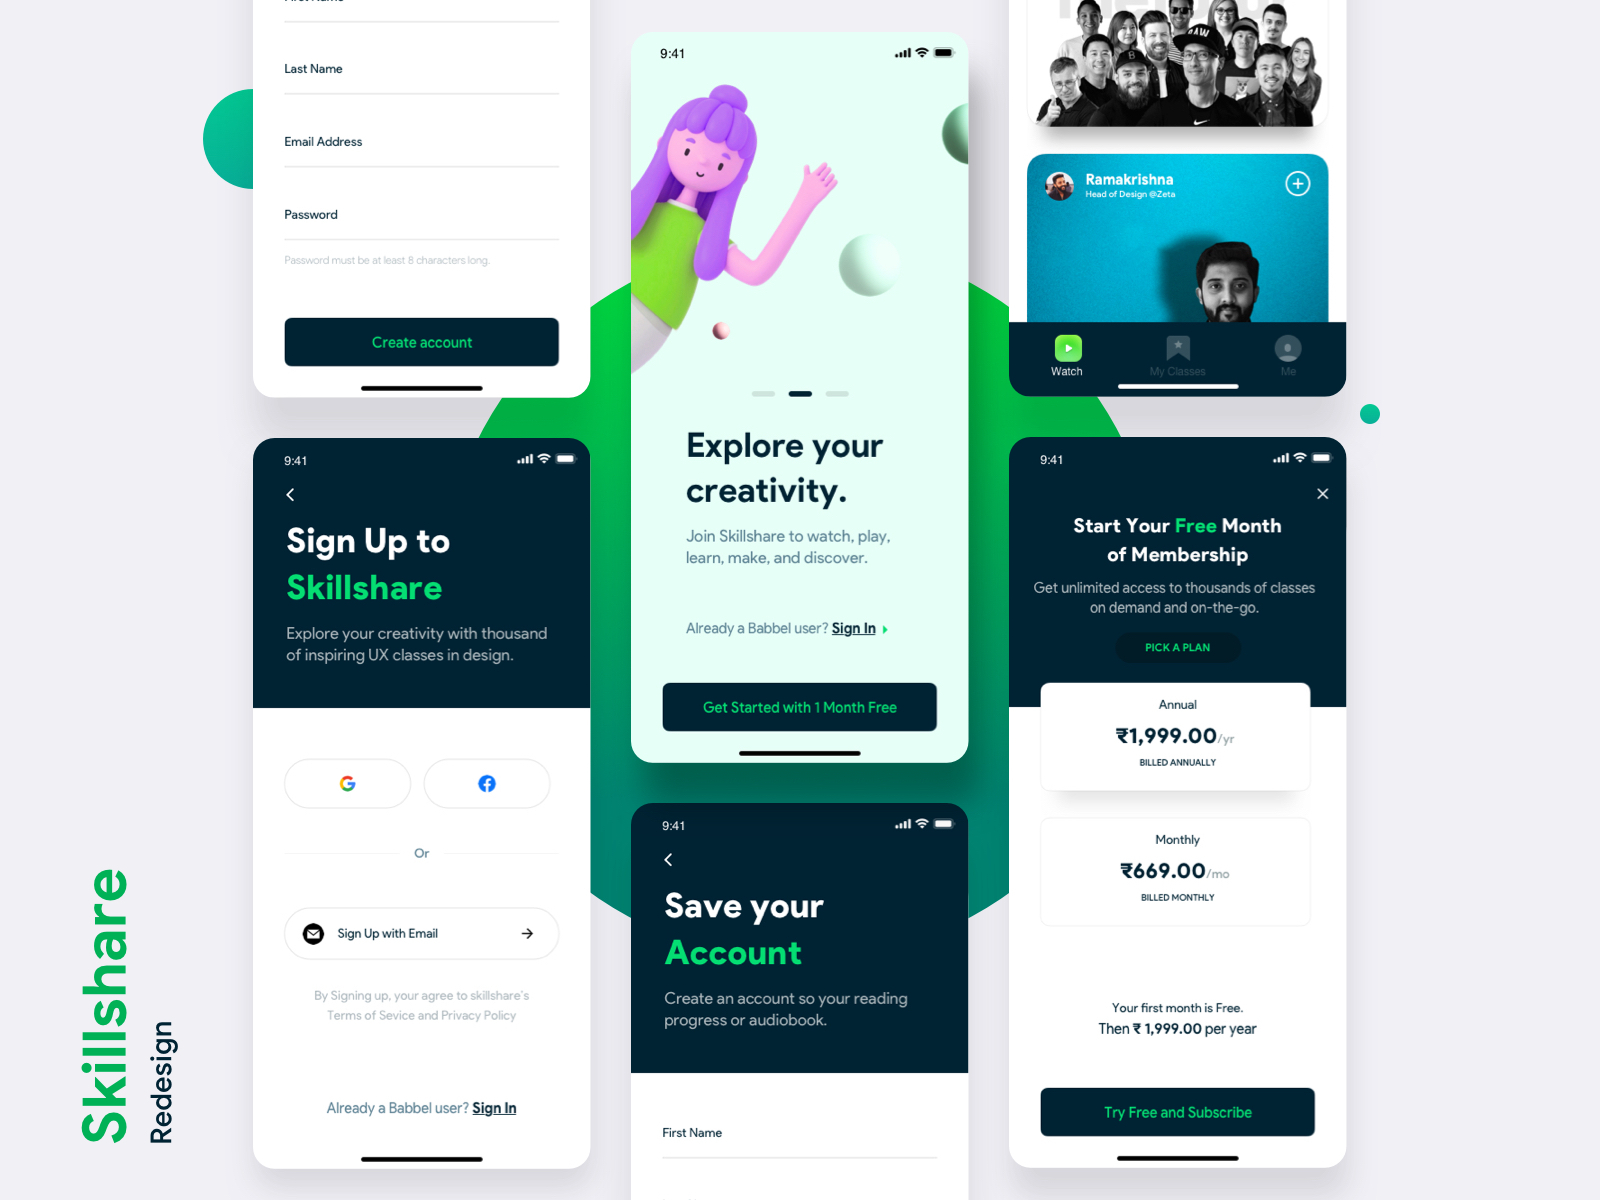 First Name
Last Name
Email Address
Password
Password must be at least 8 characters long.
Create account
9:41
Sign Up to
Skillshare
Explore your creativity with thousand
of inspiring UX classes in design.
Or
Sign Up with Email
By Signing up, your agree to skillshare's
Terms of Sevice and Privacy Policy
Already a Babbel user? Sign In
9:41
Explore your
creativity.
Join Skillshare to watch, play,
learn, make, and discover.
Already a Babbel user? Sign In
Get Started with 1 Month Free
9:41
Save your
Account
Create an account so your reading
progress or audiobook.
First Name
RAW
B
Ramakrishna
Head of Design @Zeta
Watch
My Classes
Me
9:41
Start Your Free Month
of Membership
Get unlimited access to thousands of classes
on demand and on-the-go.
PICK A PLAN
Annual
₹1,999.00/yr
BILLED ANNUALLY
Monthly
₹669.00/mo
BILLED MONTHLY
Your first month is Free.
Then ₹ 1,999.00 per year
Try Free and Subscribe
Skillshare
Redesign